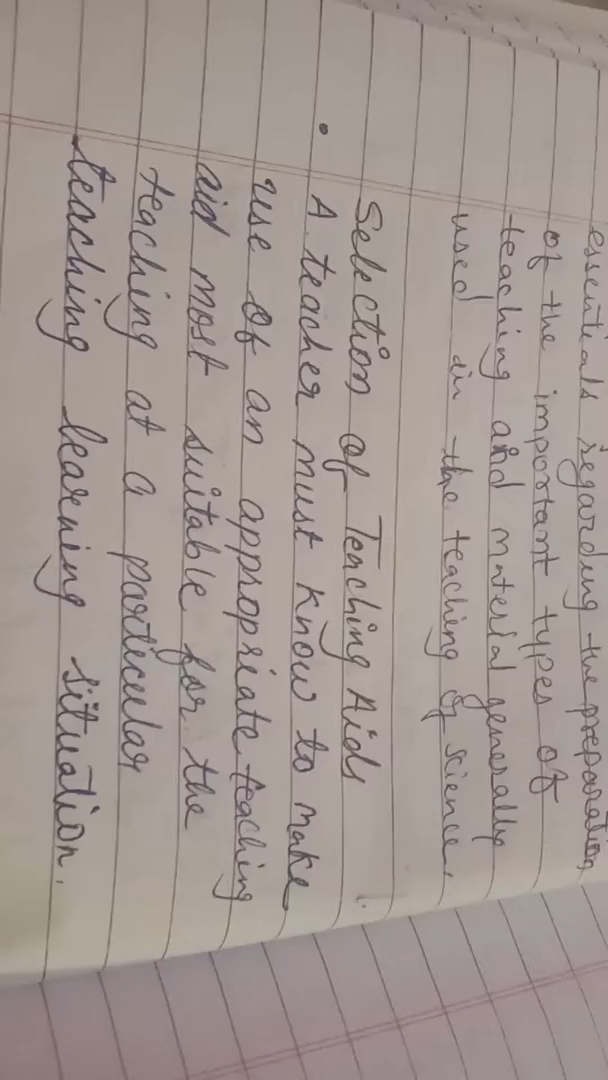 essentials regarding the preparation
of the important types of
teaching and material generally
used in the teaching of science.
Selection of Teaching Aids
• A teacher must know to make
use of an appropriate teaching
aid most suitable for the
teaching at a particular
teaching learning situation.